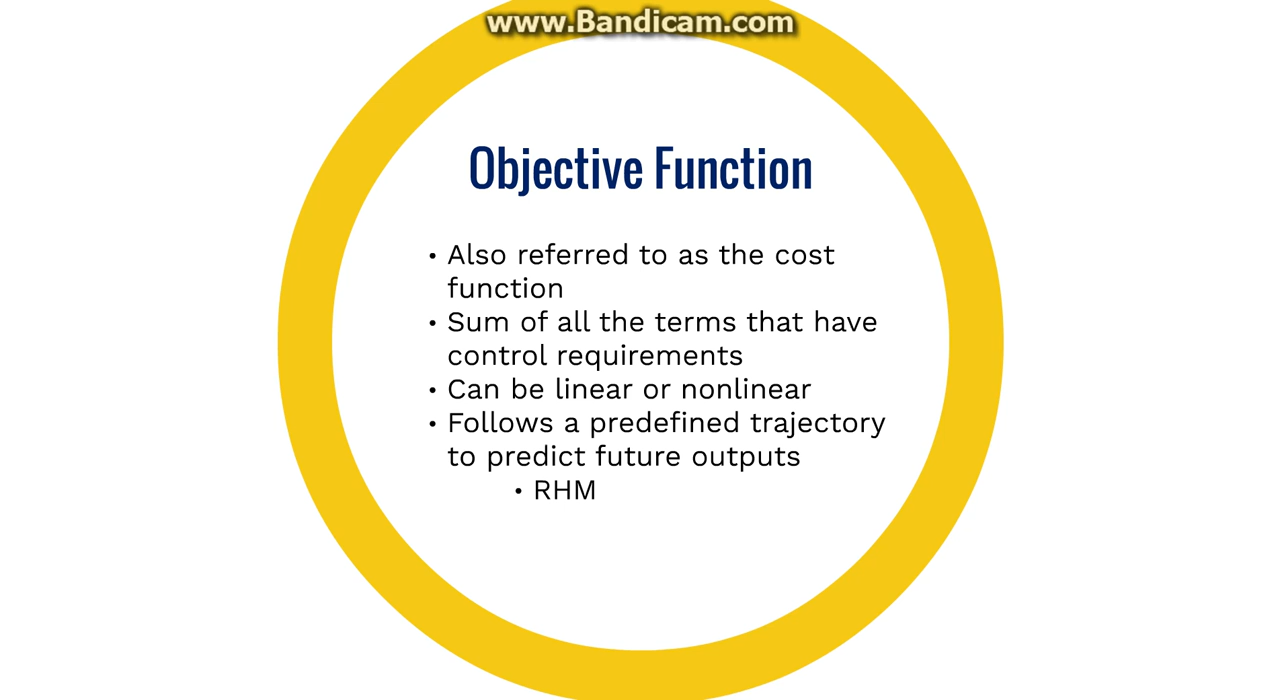 www.Bandicam.com
Objective Function
• Also referred to as the cost
function
• Sum of all the terms that have
control requirements
• Can be linear or nonlinear
• Follows a predefined trajectory
to predict future outputs
• RHM